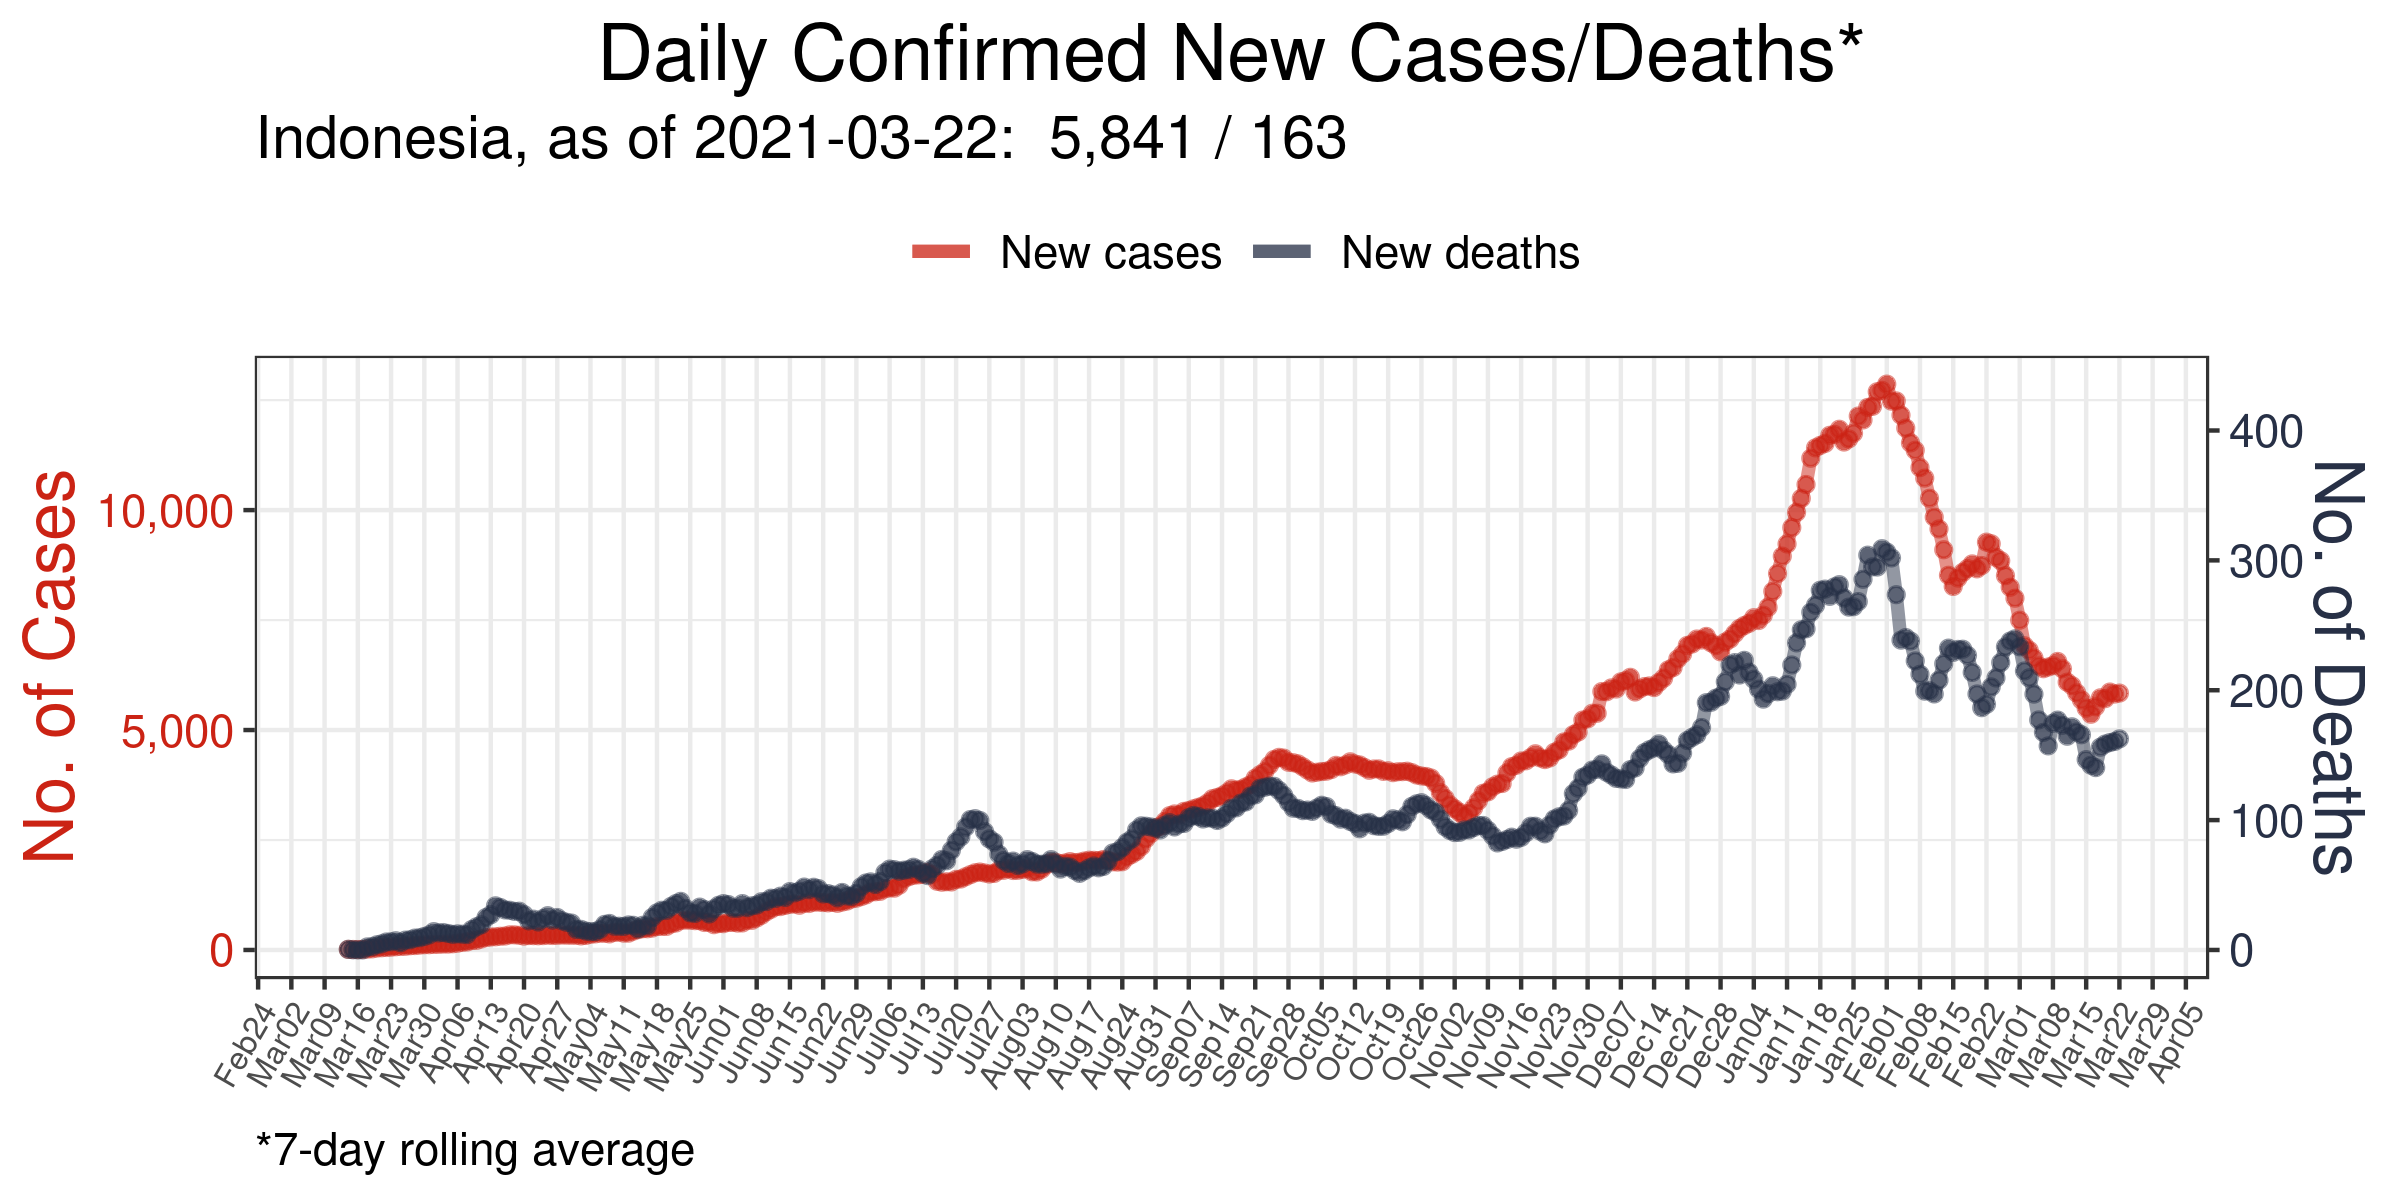 Daily Confirmed New Cases/Deaths*
Indonesia, as of 2021-03-22:  5,841 / 163
New cases
New deaths
No. of Cases
10,000
5,000
0
400
300
200
100
0
No. of Deaths
Feb24
Mar02
Mar09
Mar16
Mar23
Mar30
Apr06
Apr13
Apr20
Apr27
May04
May11
May18
May25
Jun01
Jun08
Jun15
Jun22
Jun29
Jul06
Jul13
Jul20
Jul27
Aug03
Aug10
Aug17
Aug24
Aug31
Sep07
Sep14
Sep21
Sep28
Oct05
Oct12
Oct19
Oct26
Nov02
Nov09
Nov16
Nov23
Nov30
Dec07
Dec14
Dec21
Dec28
Jan04
Jan11
Jan18
Jan25
Feb01
Feb08
Feb15
Feb22
Mar01
Mar08
Mar15
Mar22
Mar29
Apr05
*7-day rolling average